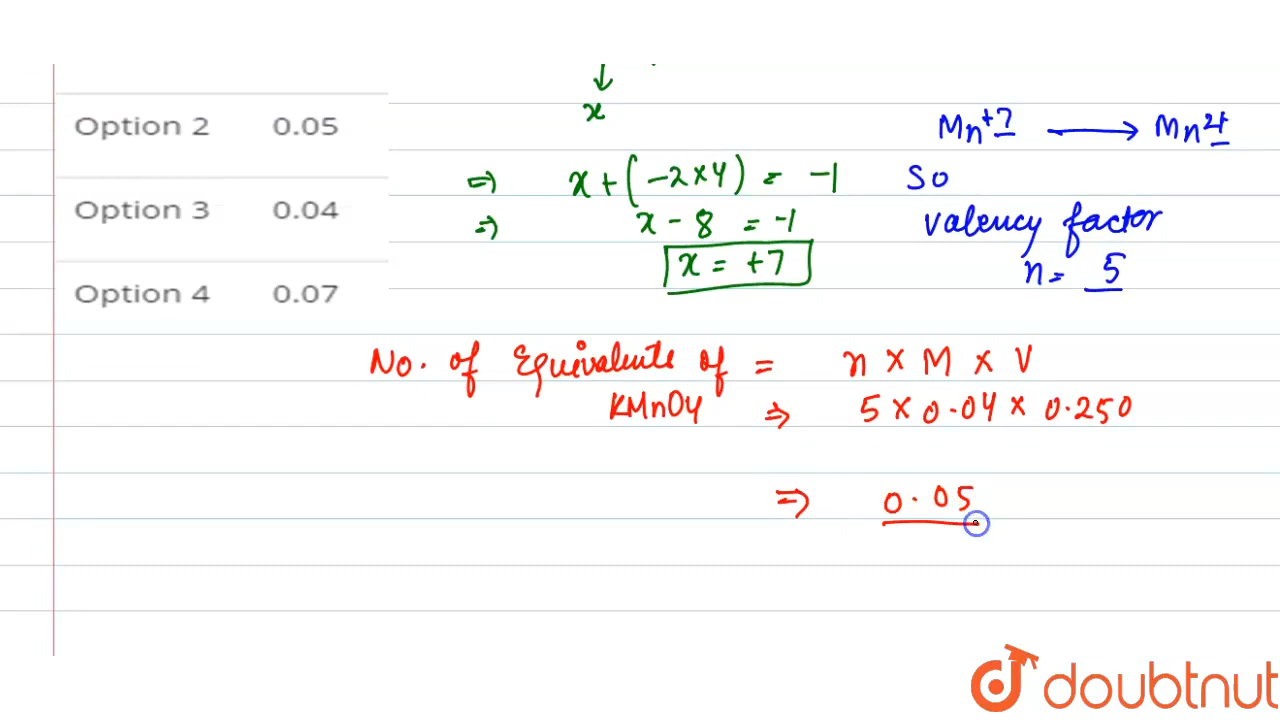 ↓
x
Option 2 0.05
Mn+7 ⟶ Mn2+
⇒ x + (-2×4) = -1
So
Option 3 0.04
⇒ x - 8 = -1
valency factor
x = +7
n = 5
Option 4 0.07
No. of Equivalents of = n × M × V
KMnO4 ⇒ 5 × 0.04 × 0.250
⇒ 0.05
doubtnut